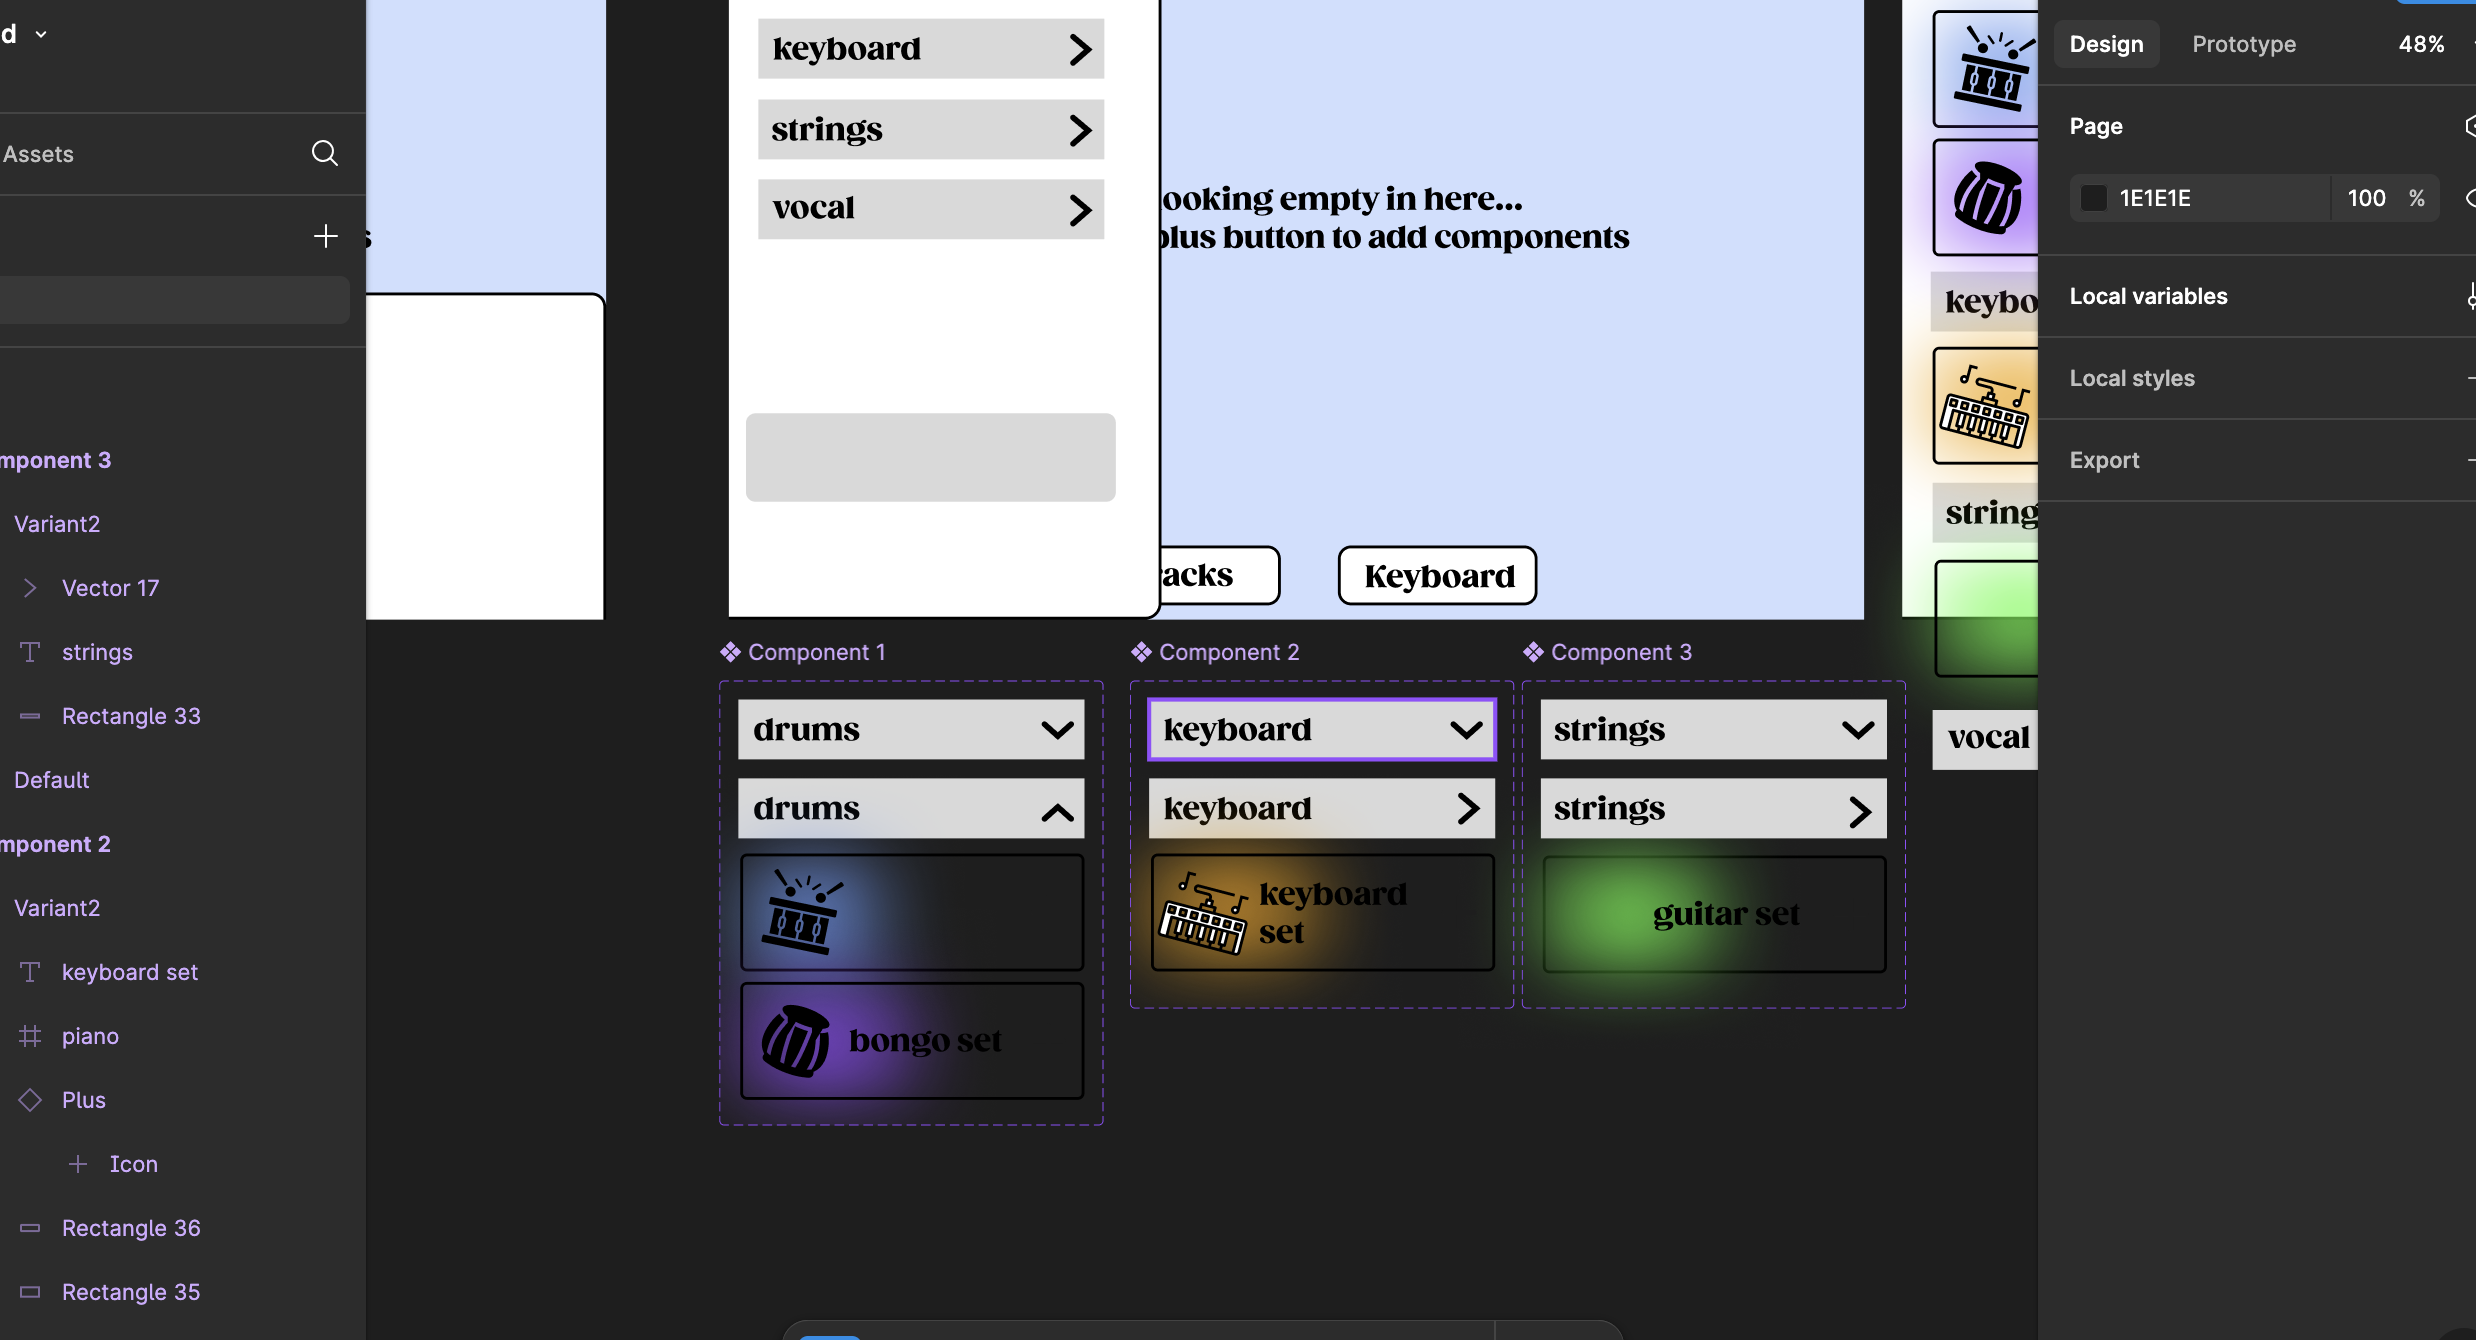 d
Assets
mponent 3
Variant2
Vector 17
strings
Rectangle 33
Default
mponent 2
Variant2
keyboard set
piano
Plus
Icon
Rectangle 36
Rectangle 35
s
keyboard
strings
vocal
ooking empty in here...
plus button to add components
racks
Keyboard
Component 1
drums
drums
bongo set
Component 2
keyboard
keyboard
keyboard
set
Component 3
strings
strings
guitar set
keybo
string
vocal
Design
Prototype
48%
Page
1E1E1E
100 %
Local variables
Local styles
Export